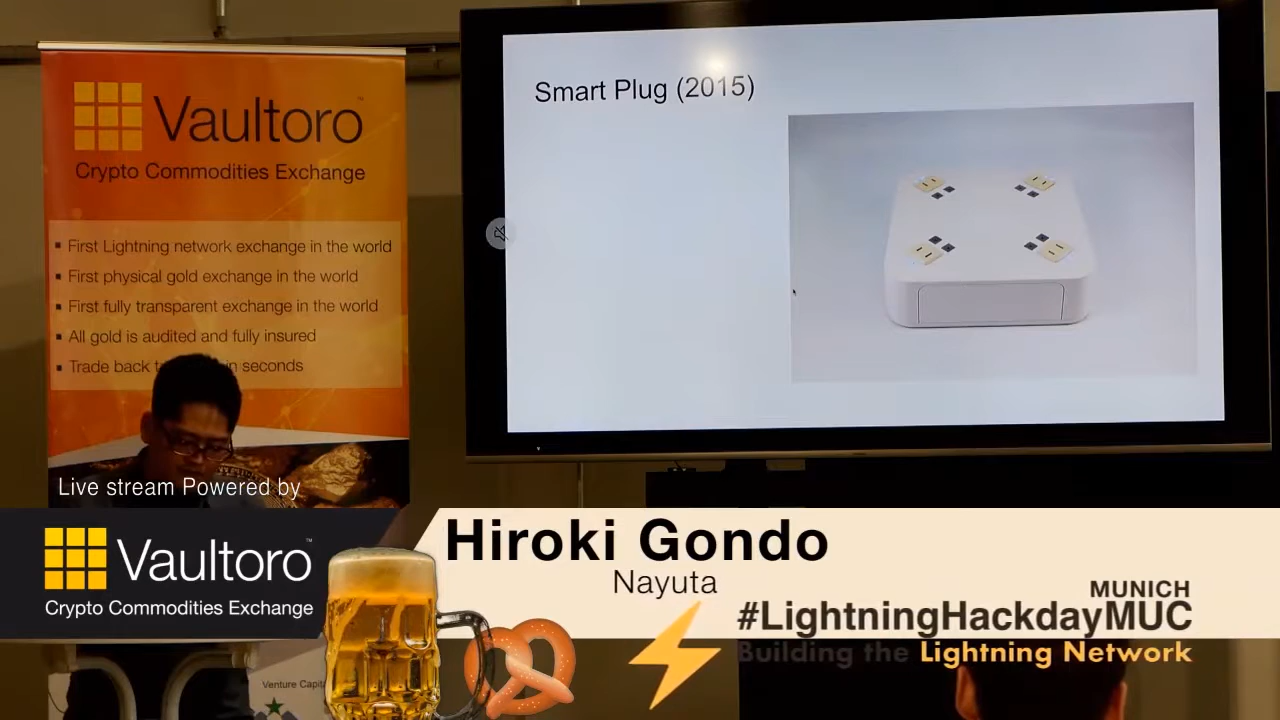 Vaultoro
Crypto Commodities Exchange
▪ First Lightning network exchange in the world
▪ First physical gold exchange in the world
▪ First fully transparent exchange in the world
▪ All gold is audited and fully insured
▪ Trade back in seconds
Smart Plug (2015)
Live stream Powered by
Vaultoro™
Crypto Commodities Exchange
Hiroki Gondo
Nayuta
MUNICH
#LightningHackdayMUC
Building the Lightning Network
Venture